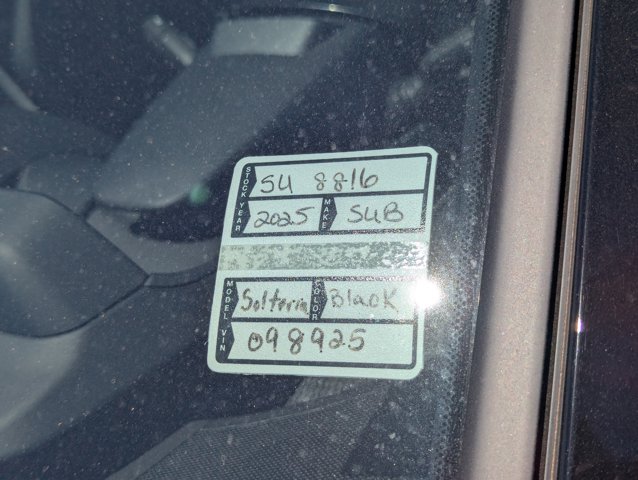 STOCK SU 8816
YEAR 2025 MAKE SUB
MODEL Solterra COLOR Black
VIN 098925